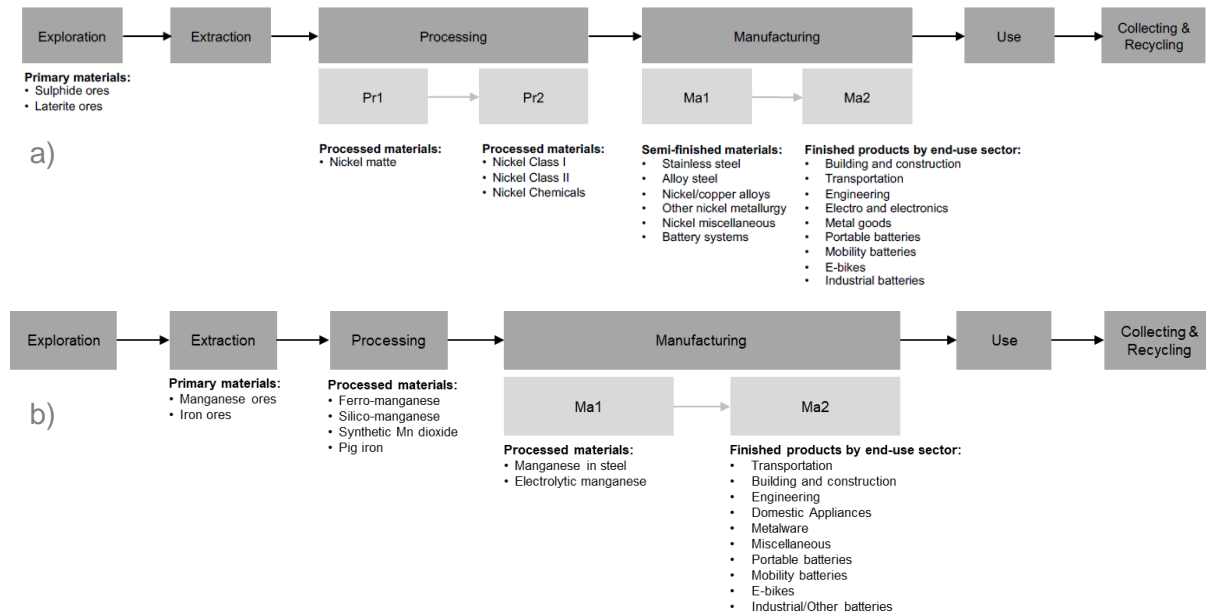 Exploration
Extraction
Processing
Manufacturing
Use
Collecting &
Recycling
Primary materials:
• Sulphide ores
• Laterite ores
Pr1
Pr2
Ma1
Ma2
a)
Processed materials:
• Nickel matte
Processed materials:
• Nickel Class I
• Nickel Class II
• Nickel Chemicals
Semi-finished materials:
• Stainless steel
• Alloy steel
• Nickel/copper alloys
• Other nickel metallurgy
• Nickel miscellaneous
• Battery systems
Finished products by end-use sector:
• Building and construction
• Transportation
• Engineering
• Electro and electronics
• Metal goods
• Portable batteries
• Mobility batteries
• E-bikes
• Industrial batteries
Exploration
Extraction
Processing
Manufacturing
Use
Collecting &
Recycling
b)
Primary materials:
• Manganese ores
• Iron ores
Processed materials:
• Ferro-manganese
• Silico-manganese
• Synthetic Mn dioxide
• Pig iron
Ma1
Ma2
Processed materials:
• Manganese in steel
• Electrolytic manganese
Finished products by end-use sector:
• Transportation
• Building and construction
• Engineering
• Domestic Appliances
• Metalware
• Miscellaneous
• Portable batteries
• Mobility batteries
• E-bikes
• Industrial/Other batteries